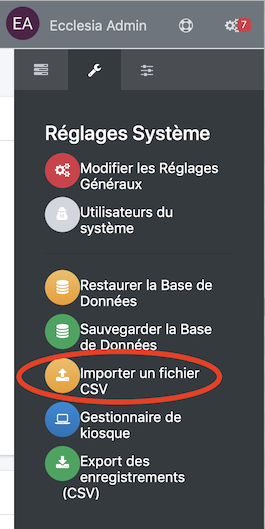 EA Ecclesia Admin 7
Réglages Système
Modifier les Réglages
Généraux
Utilisateurs du
système
Restaurer la Base de
Données
Sauvegarder la Base
de Données
Importer un fichier
CSV
Gestionnaire de
kiosque
Export des
enregistrements
(CSV)